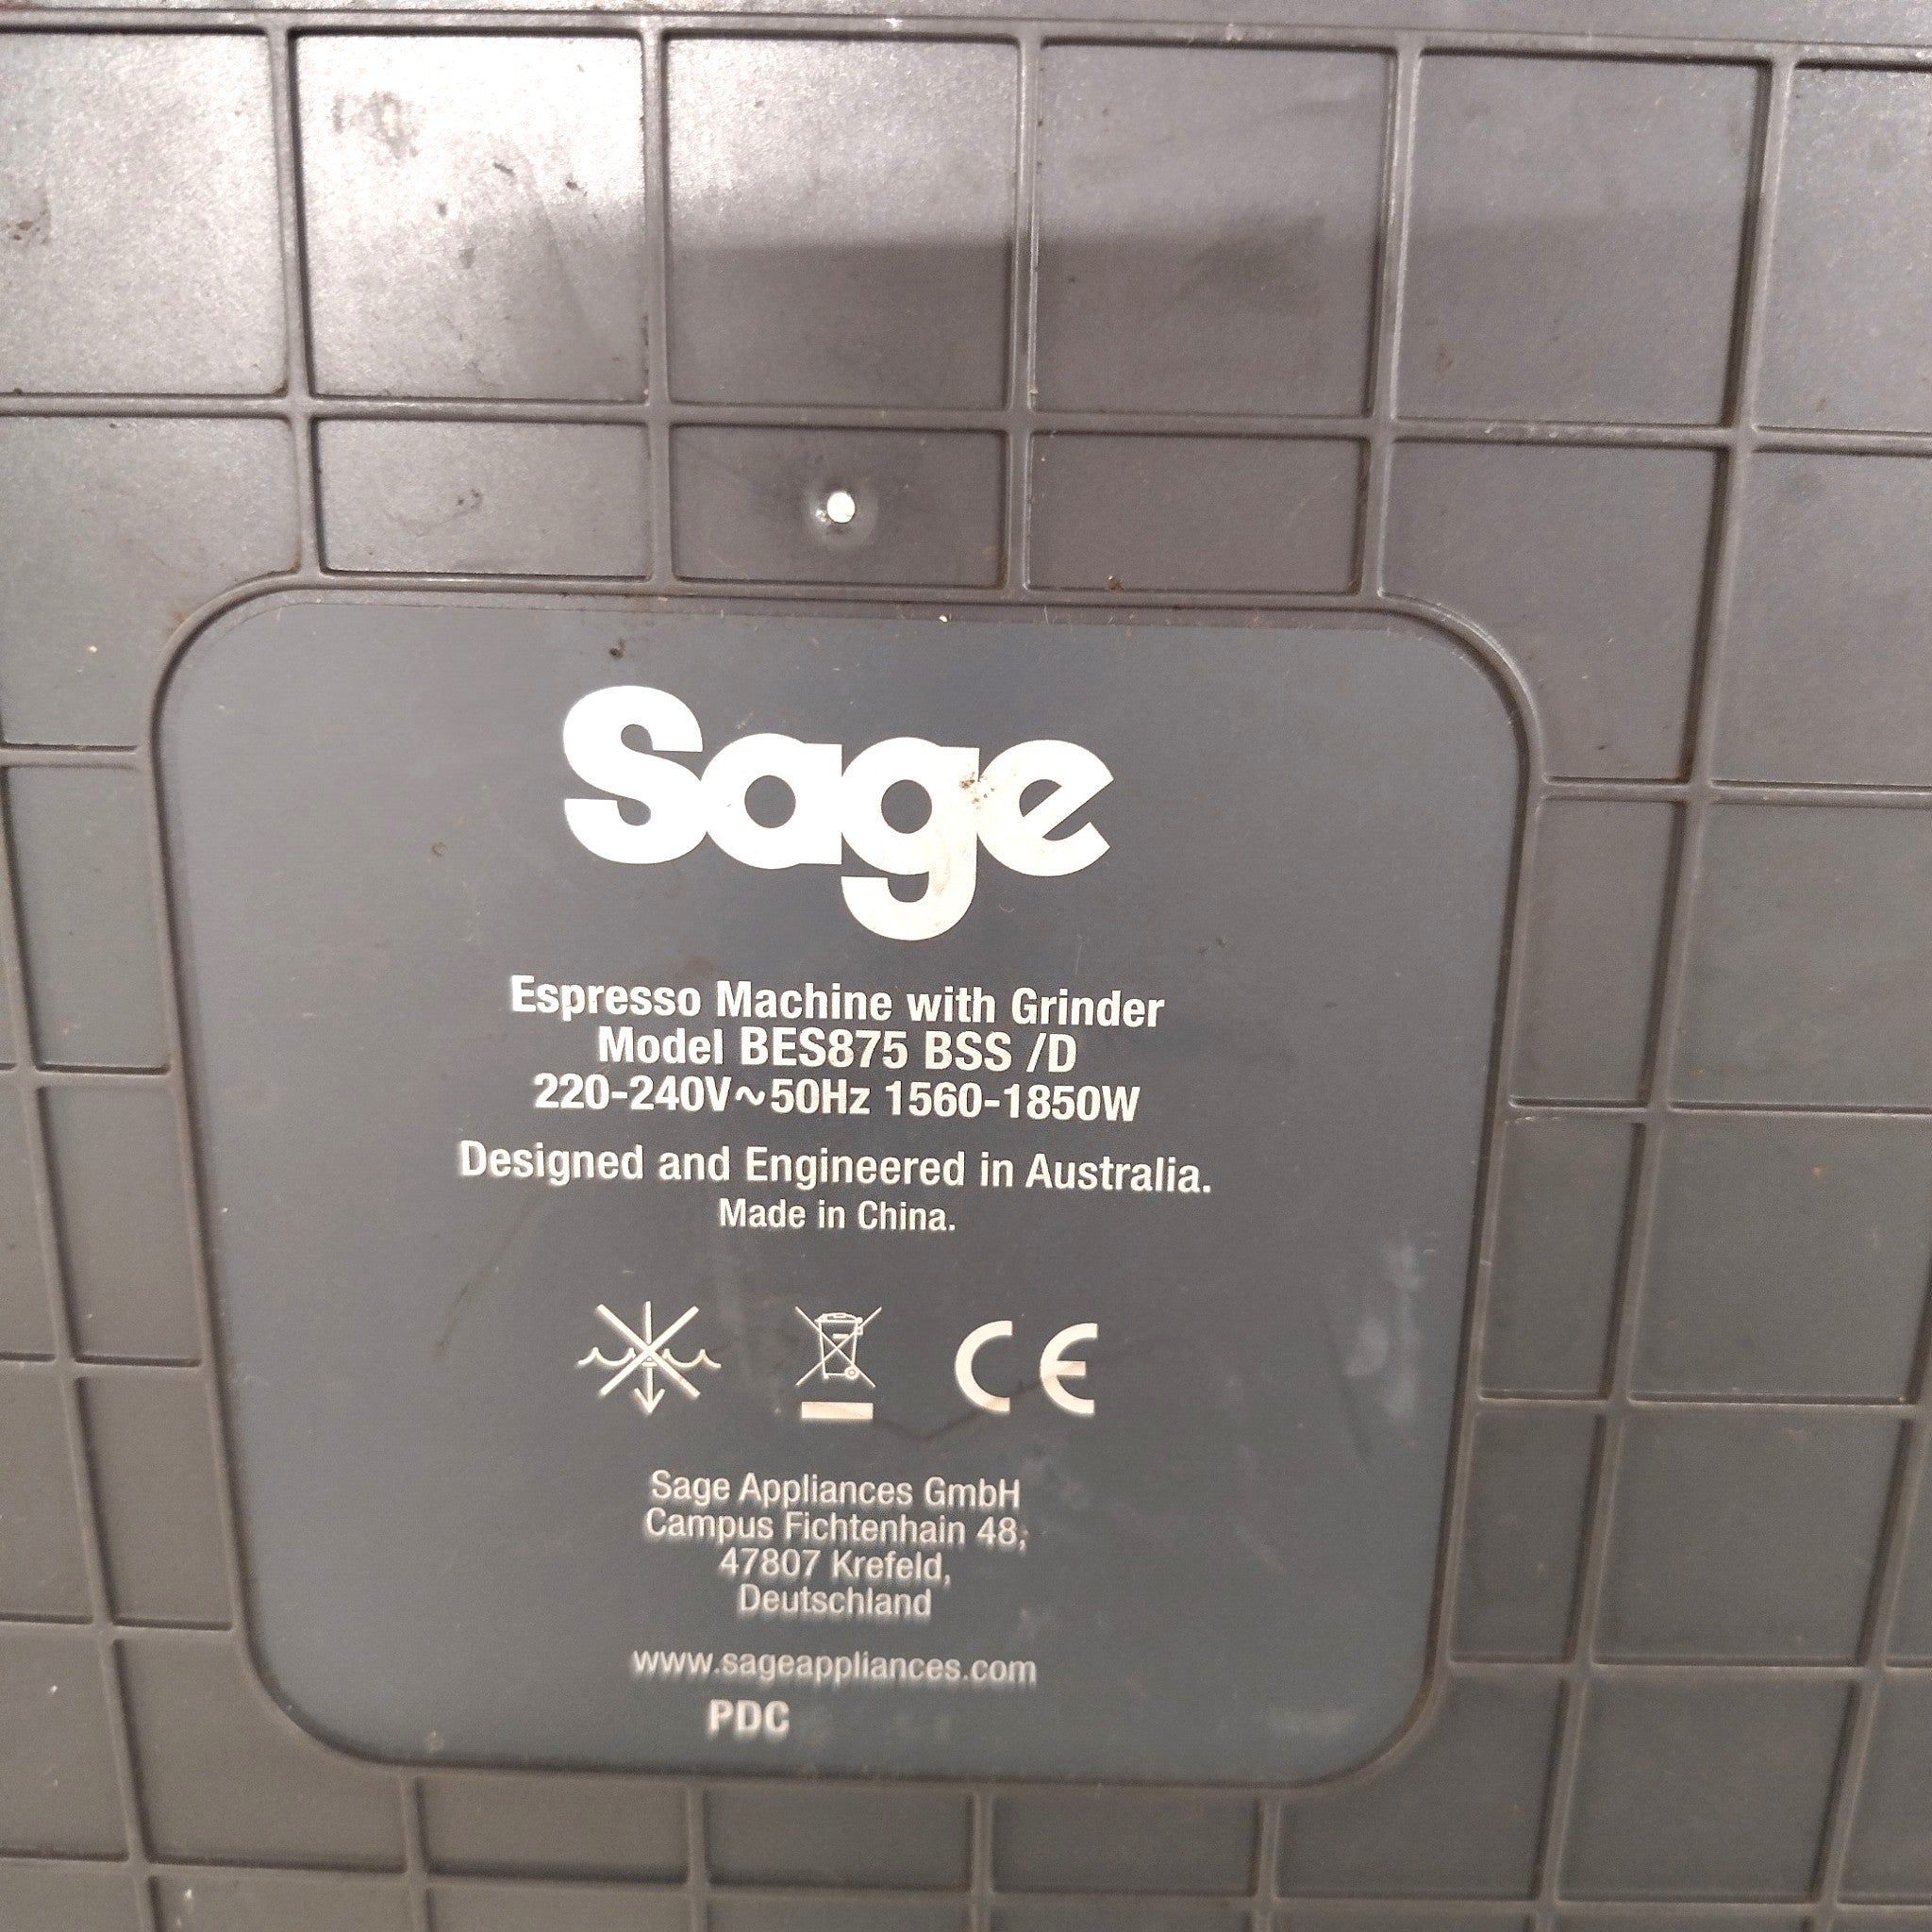 Sage
Espresso Machine with Grinder
Model BES875 BSS /D
220-240V~50Hz 1560-1850W
Designed and Engineered in Australia.
Made in China.
CE
Sage Appliances GmbH
Campus Fichtenhain 48,
47807 Krefeld,
Deutschland
www.sageappliances.com
PDC